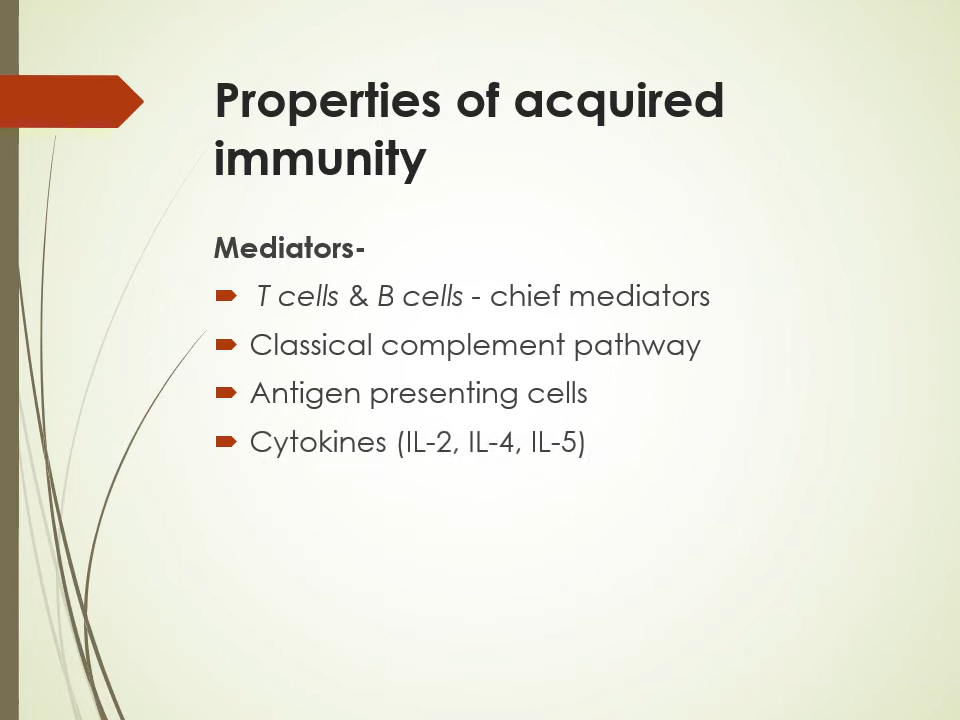 Properties of acquired
immunity
Mediators-
T cells & B cells - chief mediators
Classical complement pathway
Antigen presenting cells
Cytokines (IL-2, IL-4, IL-5)